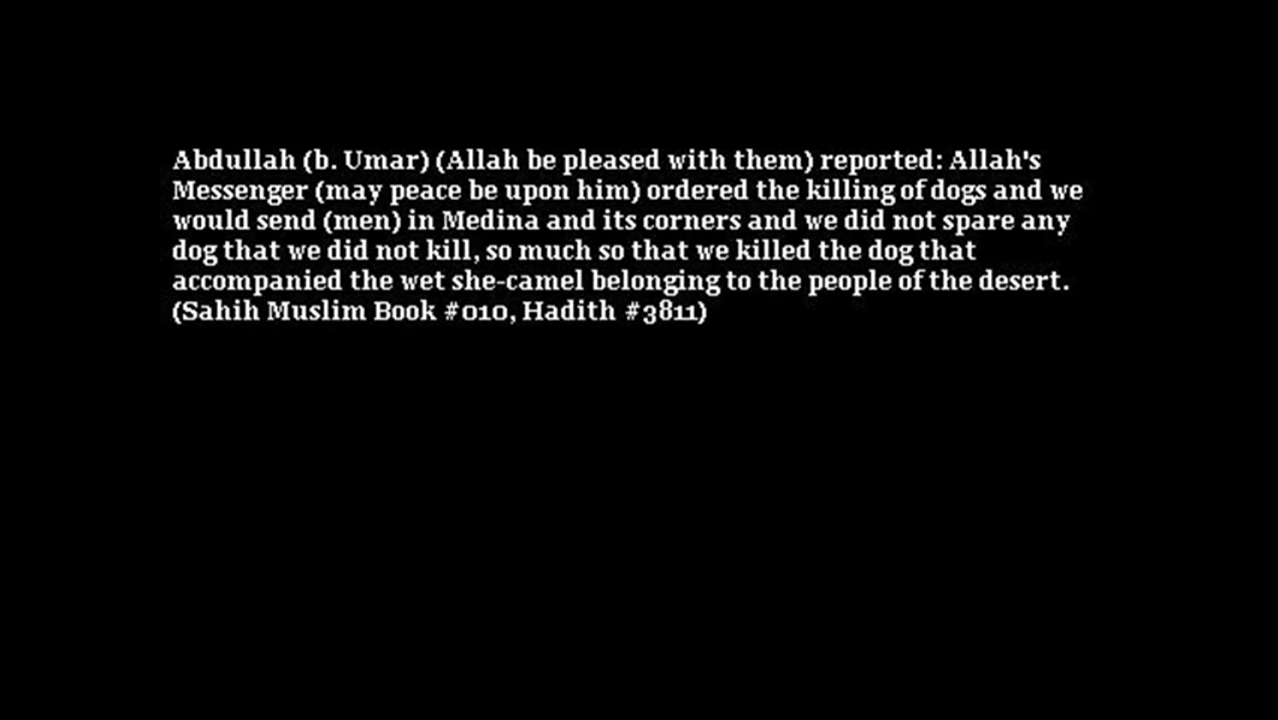 Abdullah (b. Umar) (Allah be pleased with them) reported: Allah's
Messenger (may peace be upon him) ordered the killing of dogs and we
would send (men) in Medina and its corners and we did not spare any
dog that we did not kill, so much so that we killed the dog that
accompanied the wet she-camel belonging to the people of the desert.
(Sahih Muslim Book #010, Hadith #3811)